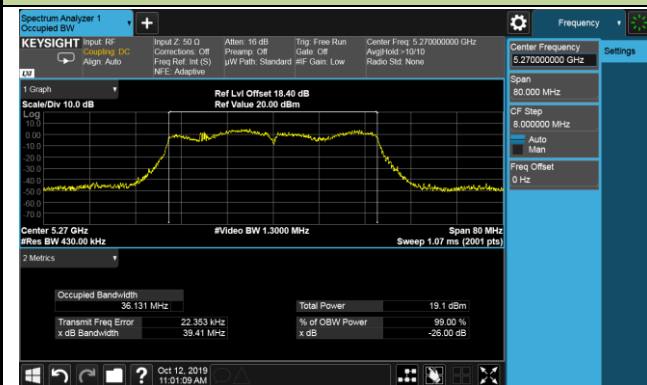 Spectrum Analyzer 1
Occupied BW
+
Frequency
KEYSIGHT
Input: RF
Coupling: DC
Align: Auto
Input Z: 50 Ω
Corrections: Off
Freq Ref: Int (S)
NFE: Adaptive
Atten: 16 dB
Preamp: Off
µW Path: Standard
Trig: Free Run
Gate: Off
#IF Gain: Low
Center Freq: 5.270000000 GHz
Avg|Hold:>10/10
Radio Std: None
LXI
Center Frequency
5.270000000 GHz
Settings
Span
80.000 MHz
CF Step
8.000000 MHz
Auto
Man
Freq Offset
0 Hz
1 Graph
Scale/Div 10.0 dB
Ref Lvl Offset 18.40 dB
Ref Value 20.00 dBm
Log
10.0
0.00
-10.0
-20.0
-30.0
-40.0
-50.0
-60.0
-70.0
Center 5.27 GHz
#Video BW 1.3000 MHz
Span 80 MHz
#Res BW 430.00 kHz
Sweep 1.07 ms (2001 pts)
2 Metrics
Occupied Bandwidth
36.131 MHz
Total Power 19.1 dBm
Transmit Freq Error 22.353 kHz
% of OBW Power 99.00 %
x dB Bandwidth 39.41 MHz
x dB -26.00 dB
?
Oct 12, 2019
11:01:09 AM